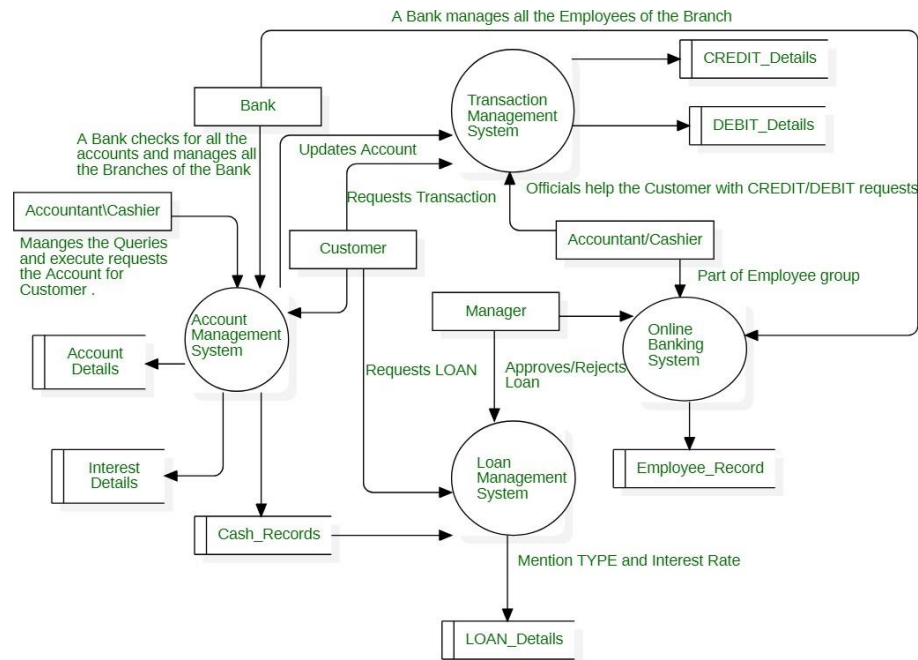 A Bank manages all the Employees of the Branch
CREDIT_Details
Transaction
Management
System
Bank
DEBIT_Details
A Bank checks for all the
accounts and manages all
the Branches of the Bank
Updates Account
Requests Transaction
Officials help the Customer with CREDIT/DEBIT requests
Accountant\Cashier
Customer
Accountant/Cashier
Maanges the Queries
and execute requests
the Account for
Customer .
Part of Employee group
Manager
Account
Management
System
Online
Banking
System
Account
Details
Requests LOAN
Approves/Rejects
Loan
Interest
Details
Loan
Management
System
Employee_Record
Cash_Records
Mention TYPE and Interest Rate
LOAN_Details